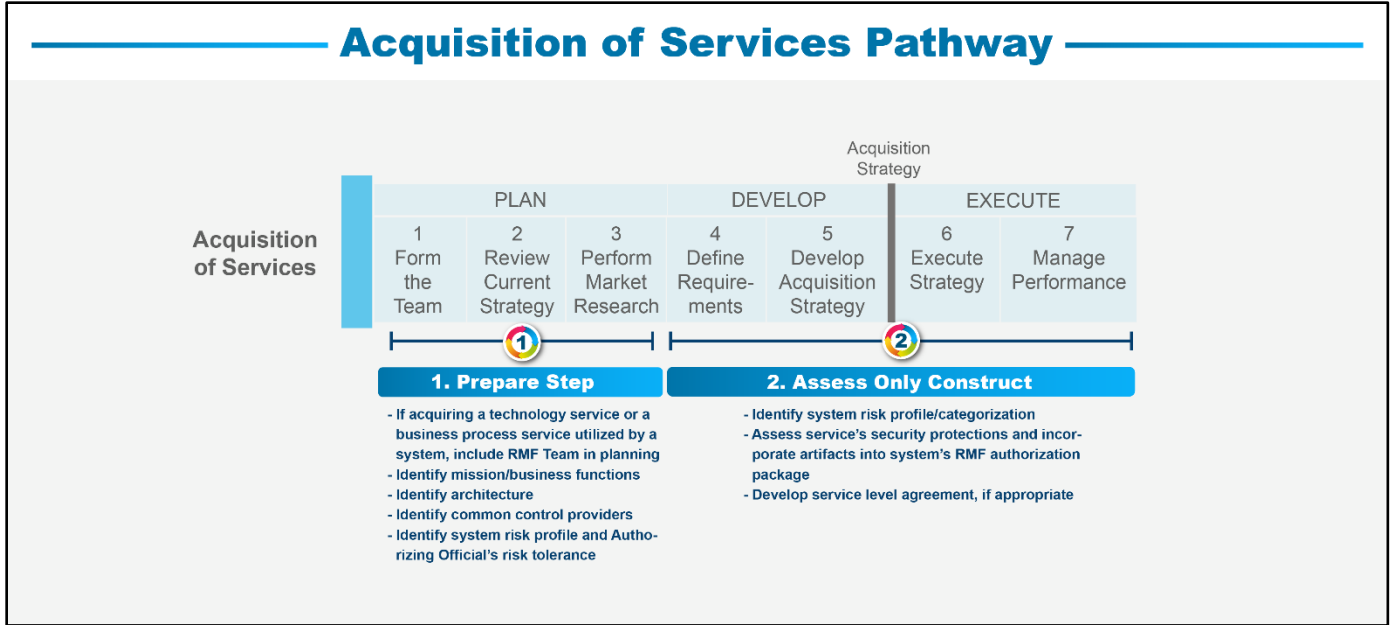 Acquisition of Services Pathway
Acquisition
Strategy
Acquisition
of Services
PLAN
DEVELOP
EXECUTE
1
Form
the
Team
2
Review
Current
Strategy
3
Perform
Market
Research
4
Define
Require-
ments
5
Develop
Acquisition
Strategy
6
Execute
Strategy
7
Manage
Performance
1
2
1. Prepare Step
- If acquiring a technology service or a
business process service utilized by a
system, include RMF Team in planning
- Identify mission/business functions
- Identify architecture
- Identify common control providers
- Identify system risk profile and Autho-
rizing Official's risk tolerance
2. Assess Only Construct
- Identify system risk profile/categorization
- Assess service's security protections and incor-
porate artifacts into system's RMF authorization
package
- Develop service level agreement, if appropriate